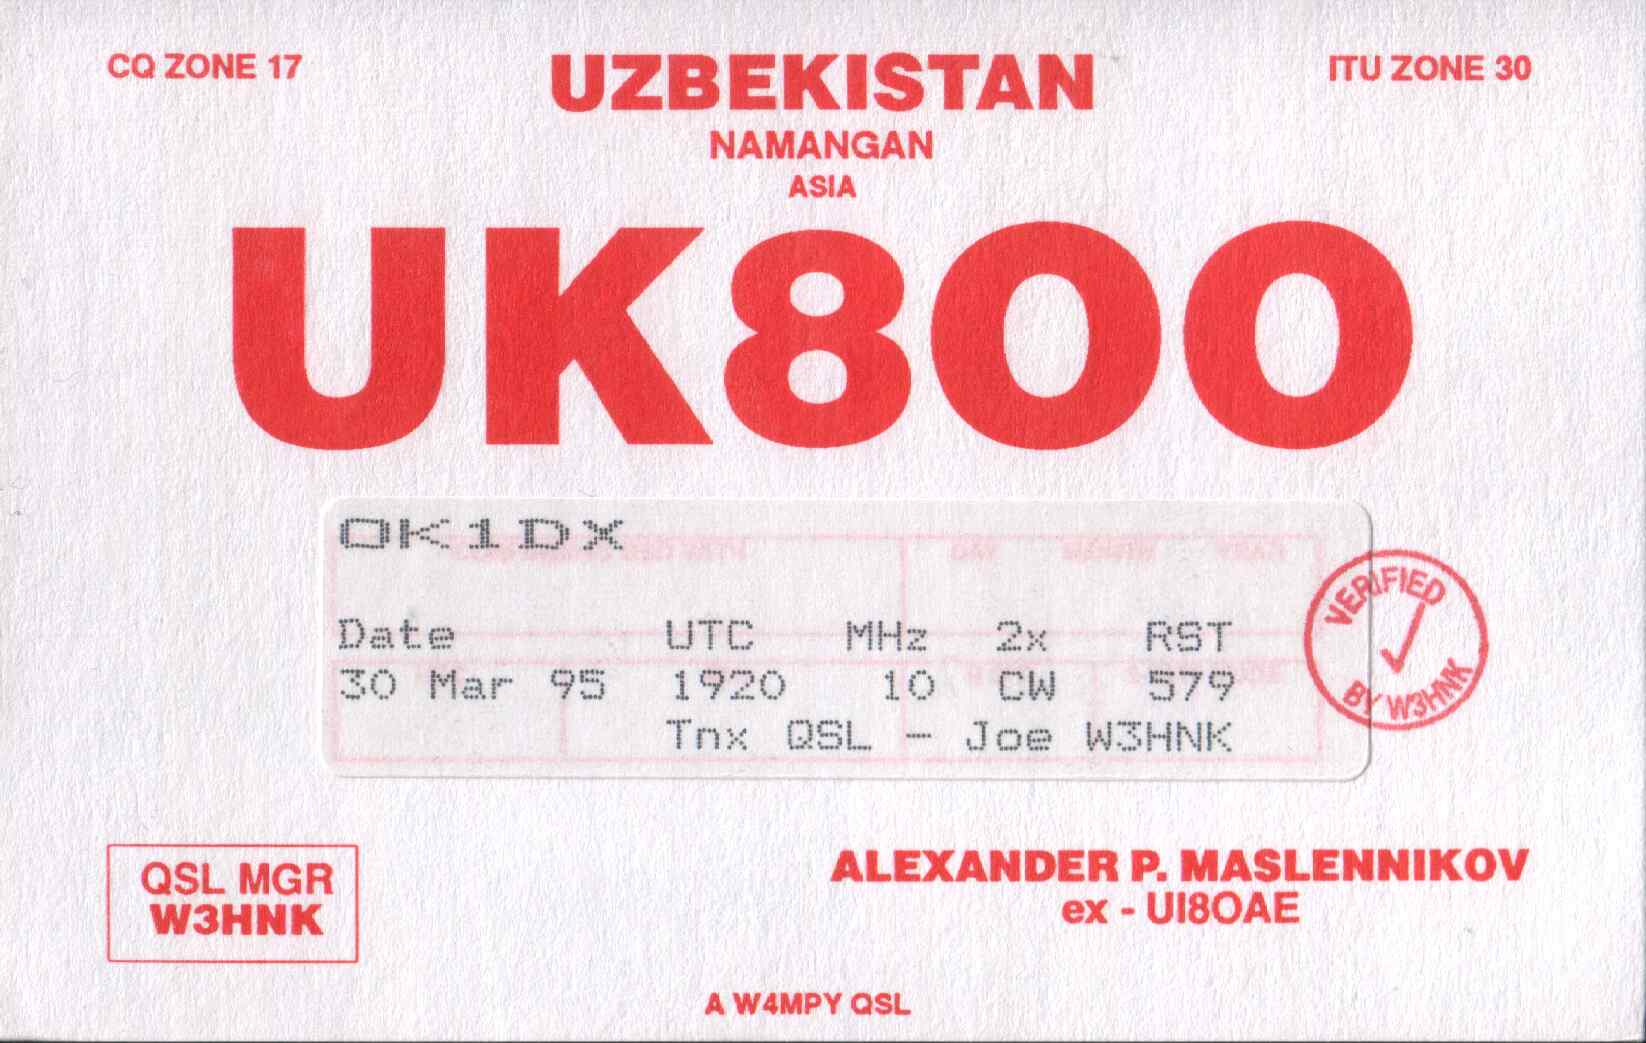 CQ ZONE 17
UZBEKISTAN
ITU ZONE 30
NAMANGAN
ASIA
UK8OO
OK1DX
Date UTC MHz 2x RST
30 Mar 95 1920 10 CW 579
Tnx QSL - Joe W3HNK
VERIFIED
BY W3HNK
QSL MGR
W3HNK
ALEXANDER P. MASLENNIKOV
ex - UI8OAE
A W4MPY QSL